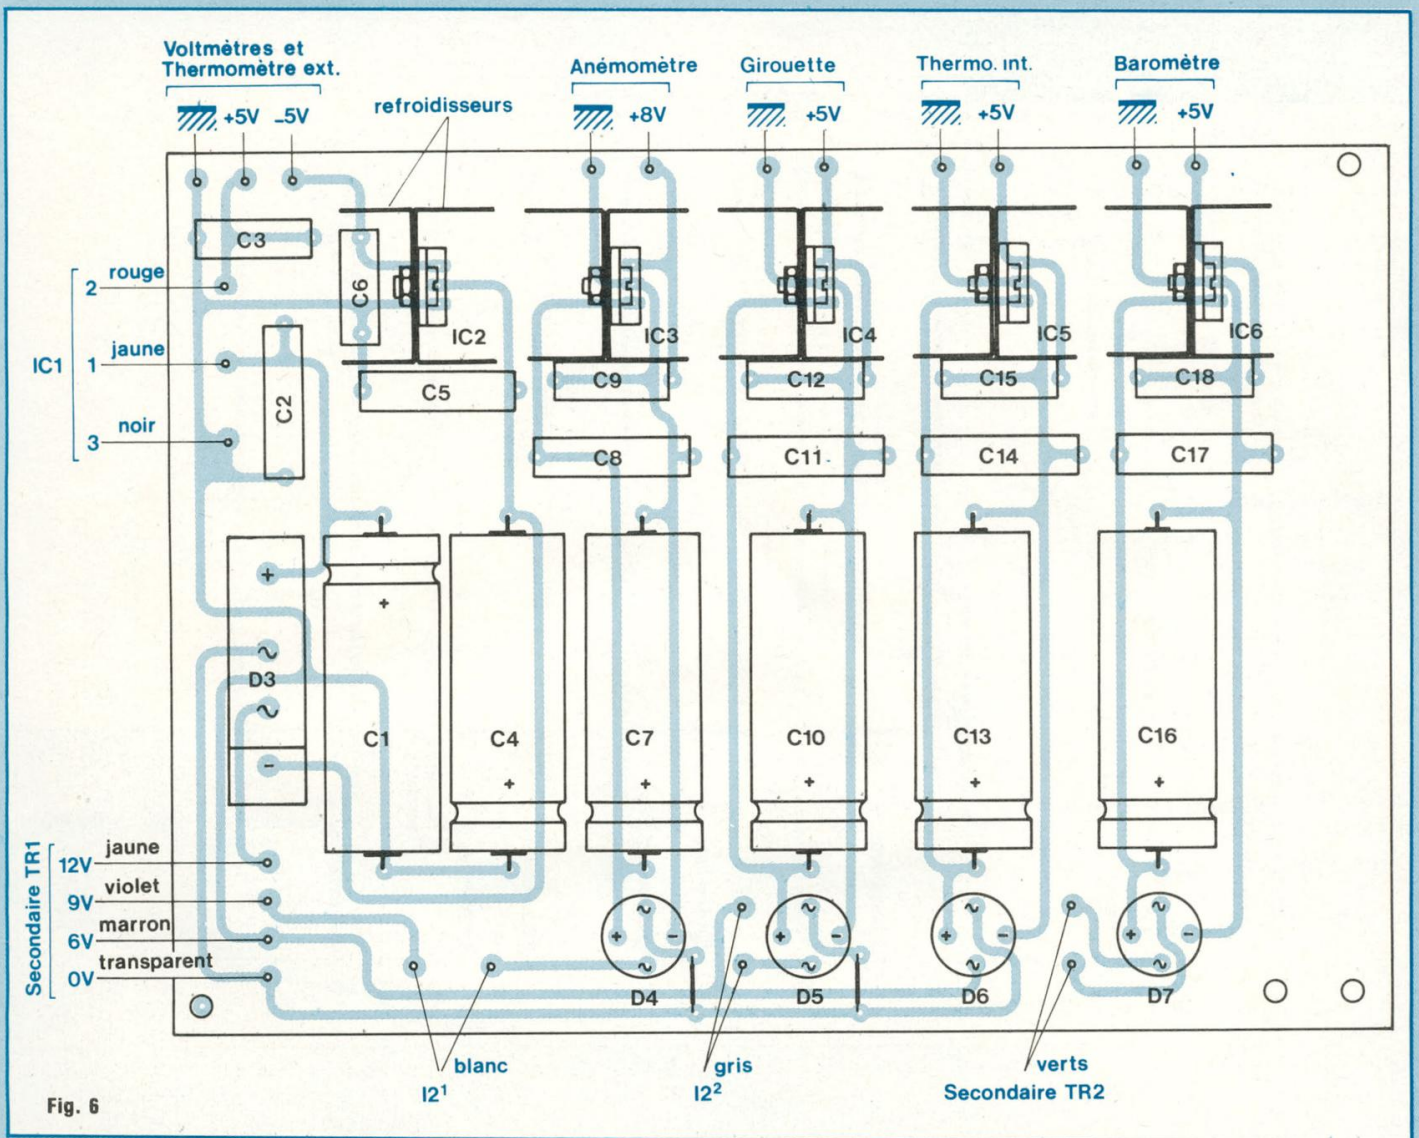 Voltmètres et
Thermomètre ext.
+5V -5V
refroidisseurs
Anémomètre
+8V
Girouette
+5V
Thermo. int.
+5V
Baromètre
+5V
C3
C6
IC2
IC3
IC4
IC5
IC6
rouge
2
jaune
IC1 1
noir
3
C2
C5
C9
C12
C15
C18
C8
C11
C14
C17
+
~
D3
~
-
+
C1
C4
+
C7
+
C10
+
C13
+
C16
+
Secondaire TR1
jaune
12V
violet
9V
marron
6V
transparent
0V
~
+ -
~
D4
~
+ -
~
D5
~
+ -
~
D6
~
+ -
~
D7
blanc
I2¹
gris
I2²
verts
Secondaire TR2
Fig. 6